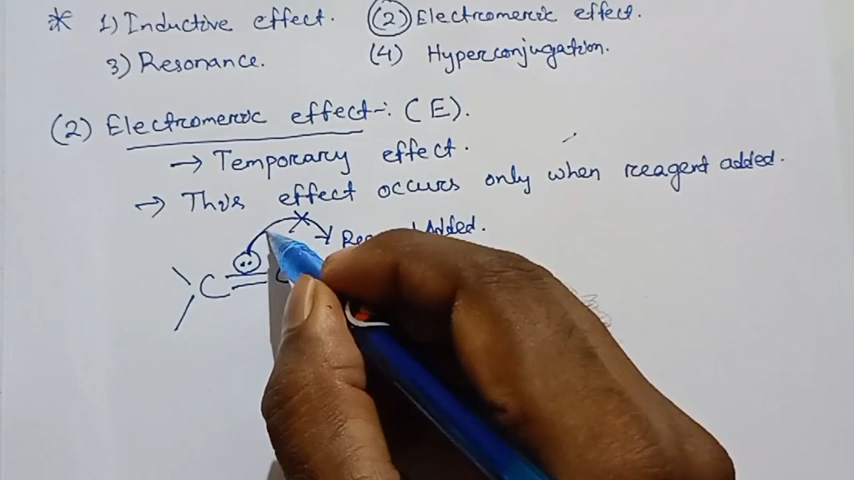 * 1) Inductive effect. (2) Electromeric effect.
3) Resonance. (4) Hyperconjugation.
(2) Electromeric effect:- (E).
→ Temporary effect.
→ This effect occurs only when reagent added.
Added.
C